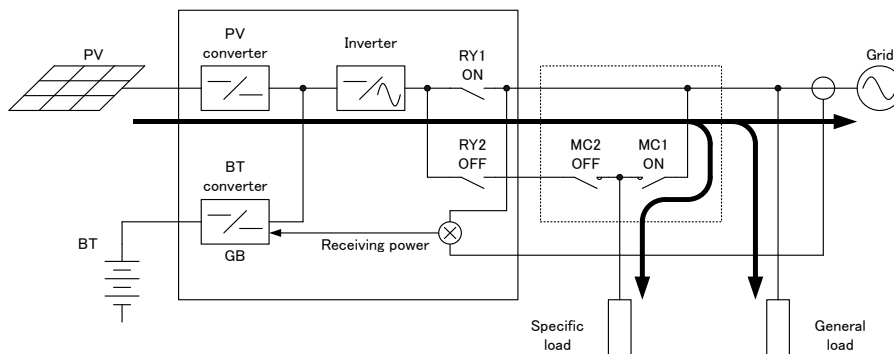 PV
PV
converter
Inverter
RY1
ON
Grid
RY2
OFF
MC2
OFF
MC1
ON
BT
converter
GB
BT
Receiving power
Specific
load
General
load